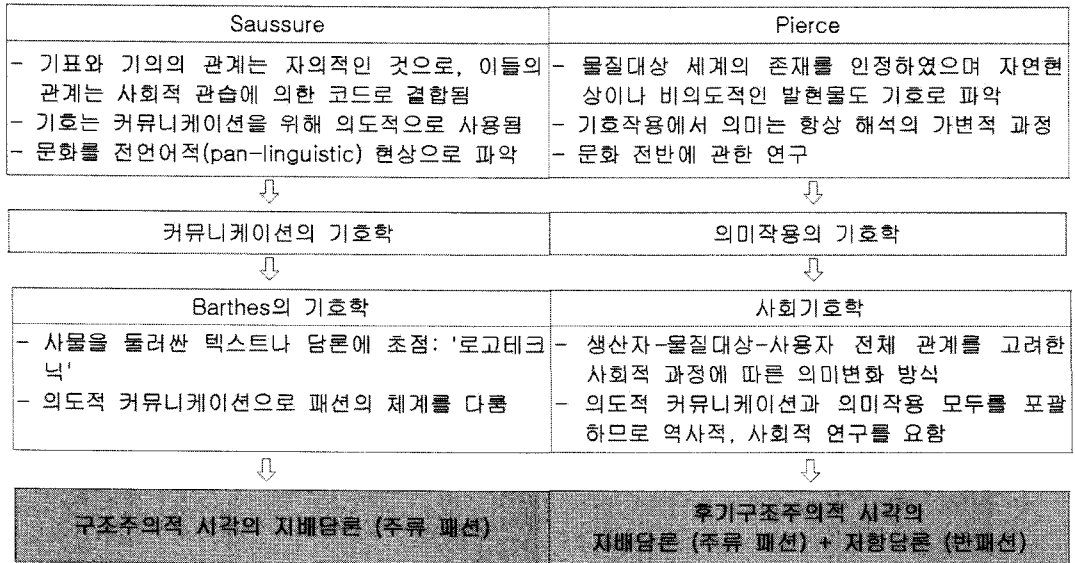 Saussure
- 기표와 기의의 관계는 자의적인 것으로, 이들의
관계는 사회적 관습에 의한 코드로 결합됨
- 기호는 커뮤니케이션을 위해 의도적으로 사용됨
- 문화를 전언어적(pan-linguistic) 현상으로 파악
Pierce
- 물질대상 세계의 존재를 인정하였으며 자연현
상이나 비의도적인 발현물도 기호로 파악
- 기호작용에서 의미는 항상 해석의 가변적 과정
- 문화 전반에 관한 연구
커뮤니케이션의 기호학
의미작용의 기호학
Barthes의 기호학
- 사물을 둘러싼 텍스트나 담론에 초점: '로고테크
닉'
- 의도적 커뮤니케이션으로 패션의 체계를 다룸
사회기호학
- 생산자-물질대상-사용자 전체 관계를 고려한
사회적 과정에 따른 의미변화 방식
- 의도적 커뮤니케이션과 의미작용 모두를 포괄
하므로 역사적, 사회적 연구를 요함
구조주의적 시각의 지배담론 (주류 패션)
후기구조주의적 시각의
지배담론 (주류 패션) + 저항담론 (반패션)